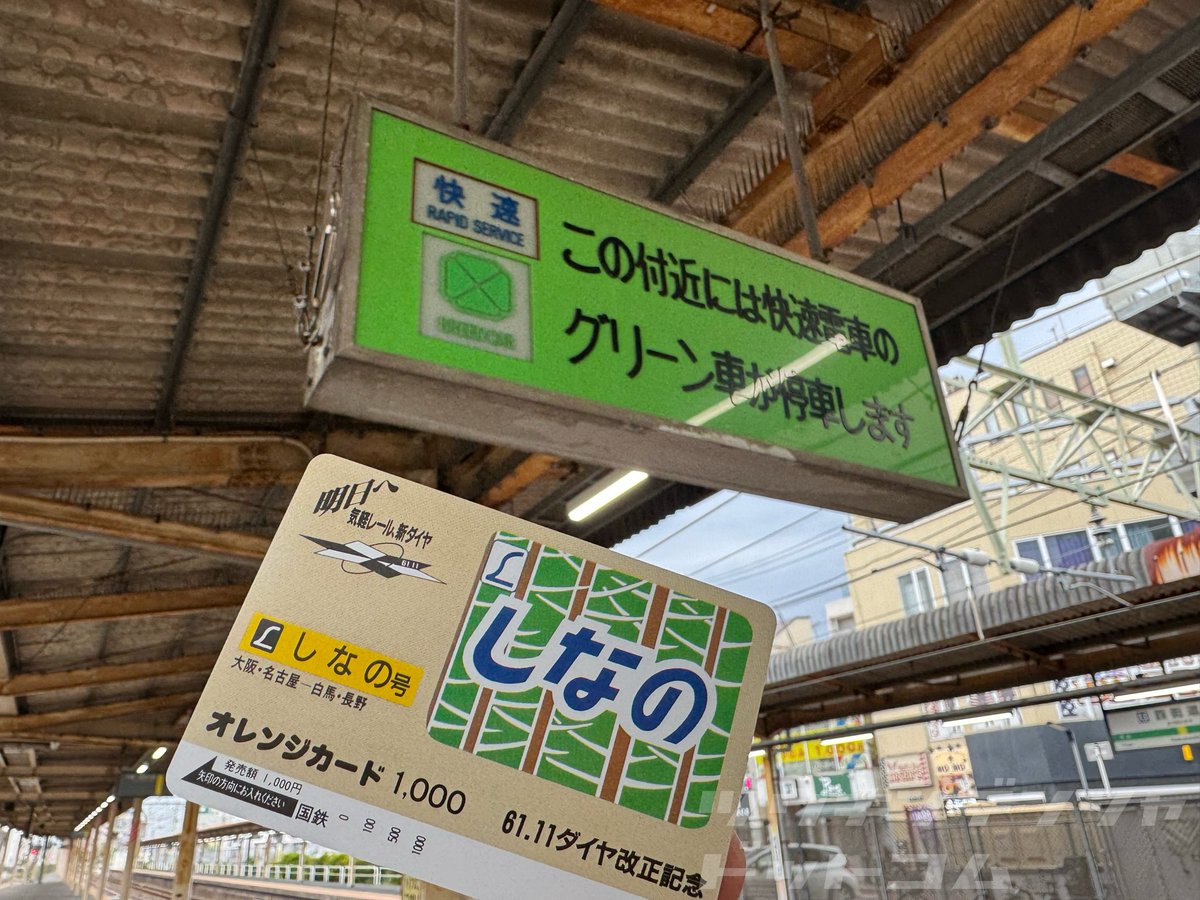 快速
RAPID SERVICE
この付近には快速電車の
グリーン車が停車します
明日へ
気軽レール、新ダイヤ
61.11
L しなの号
大阪・名古屋―白馬・長野
オレンジカード 1,000
発売額 1,000円
矢印の方向にお入れください
国鉄
0 100 500 1000
L
しなの
61.11ダイヤ改正記念